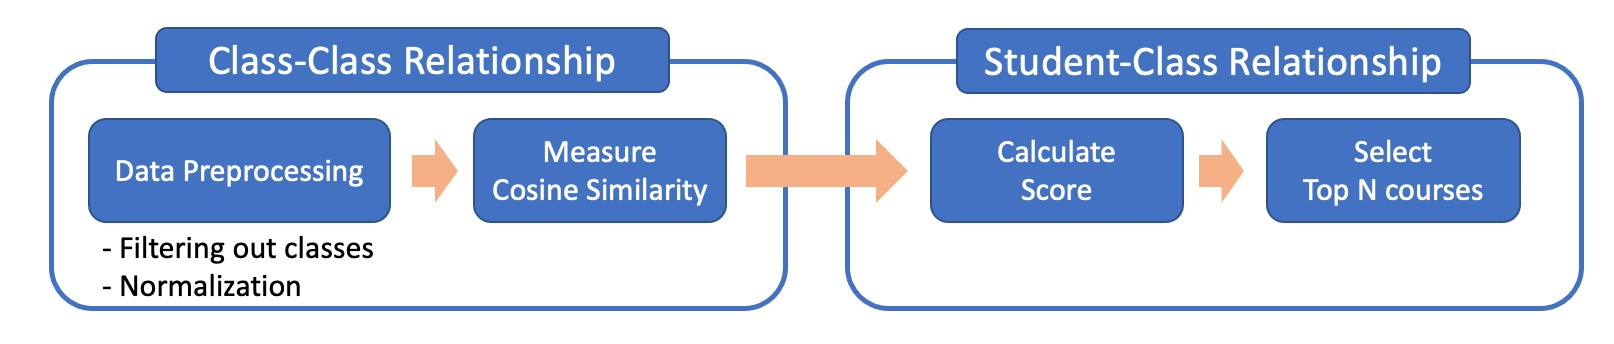 Class-Class Relationship
Data Preprocessing
Measure
Cosine Similarity
- Filtering out classes
- Normalization
Student-Class Relationship
Calculate
Score
Select
Top N courses